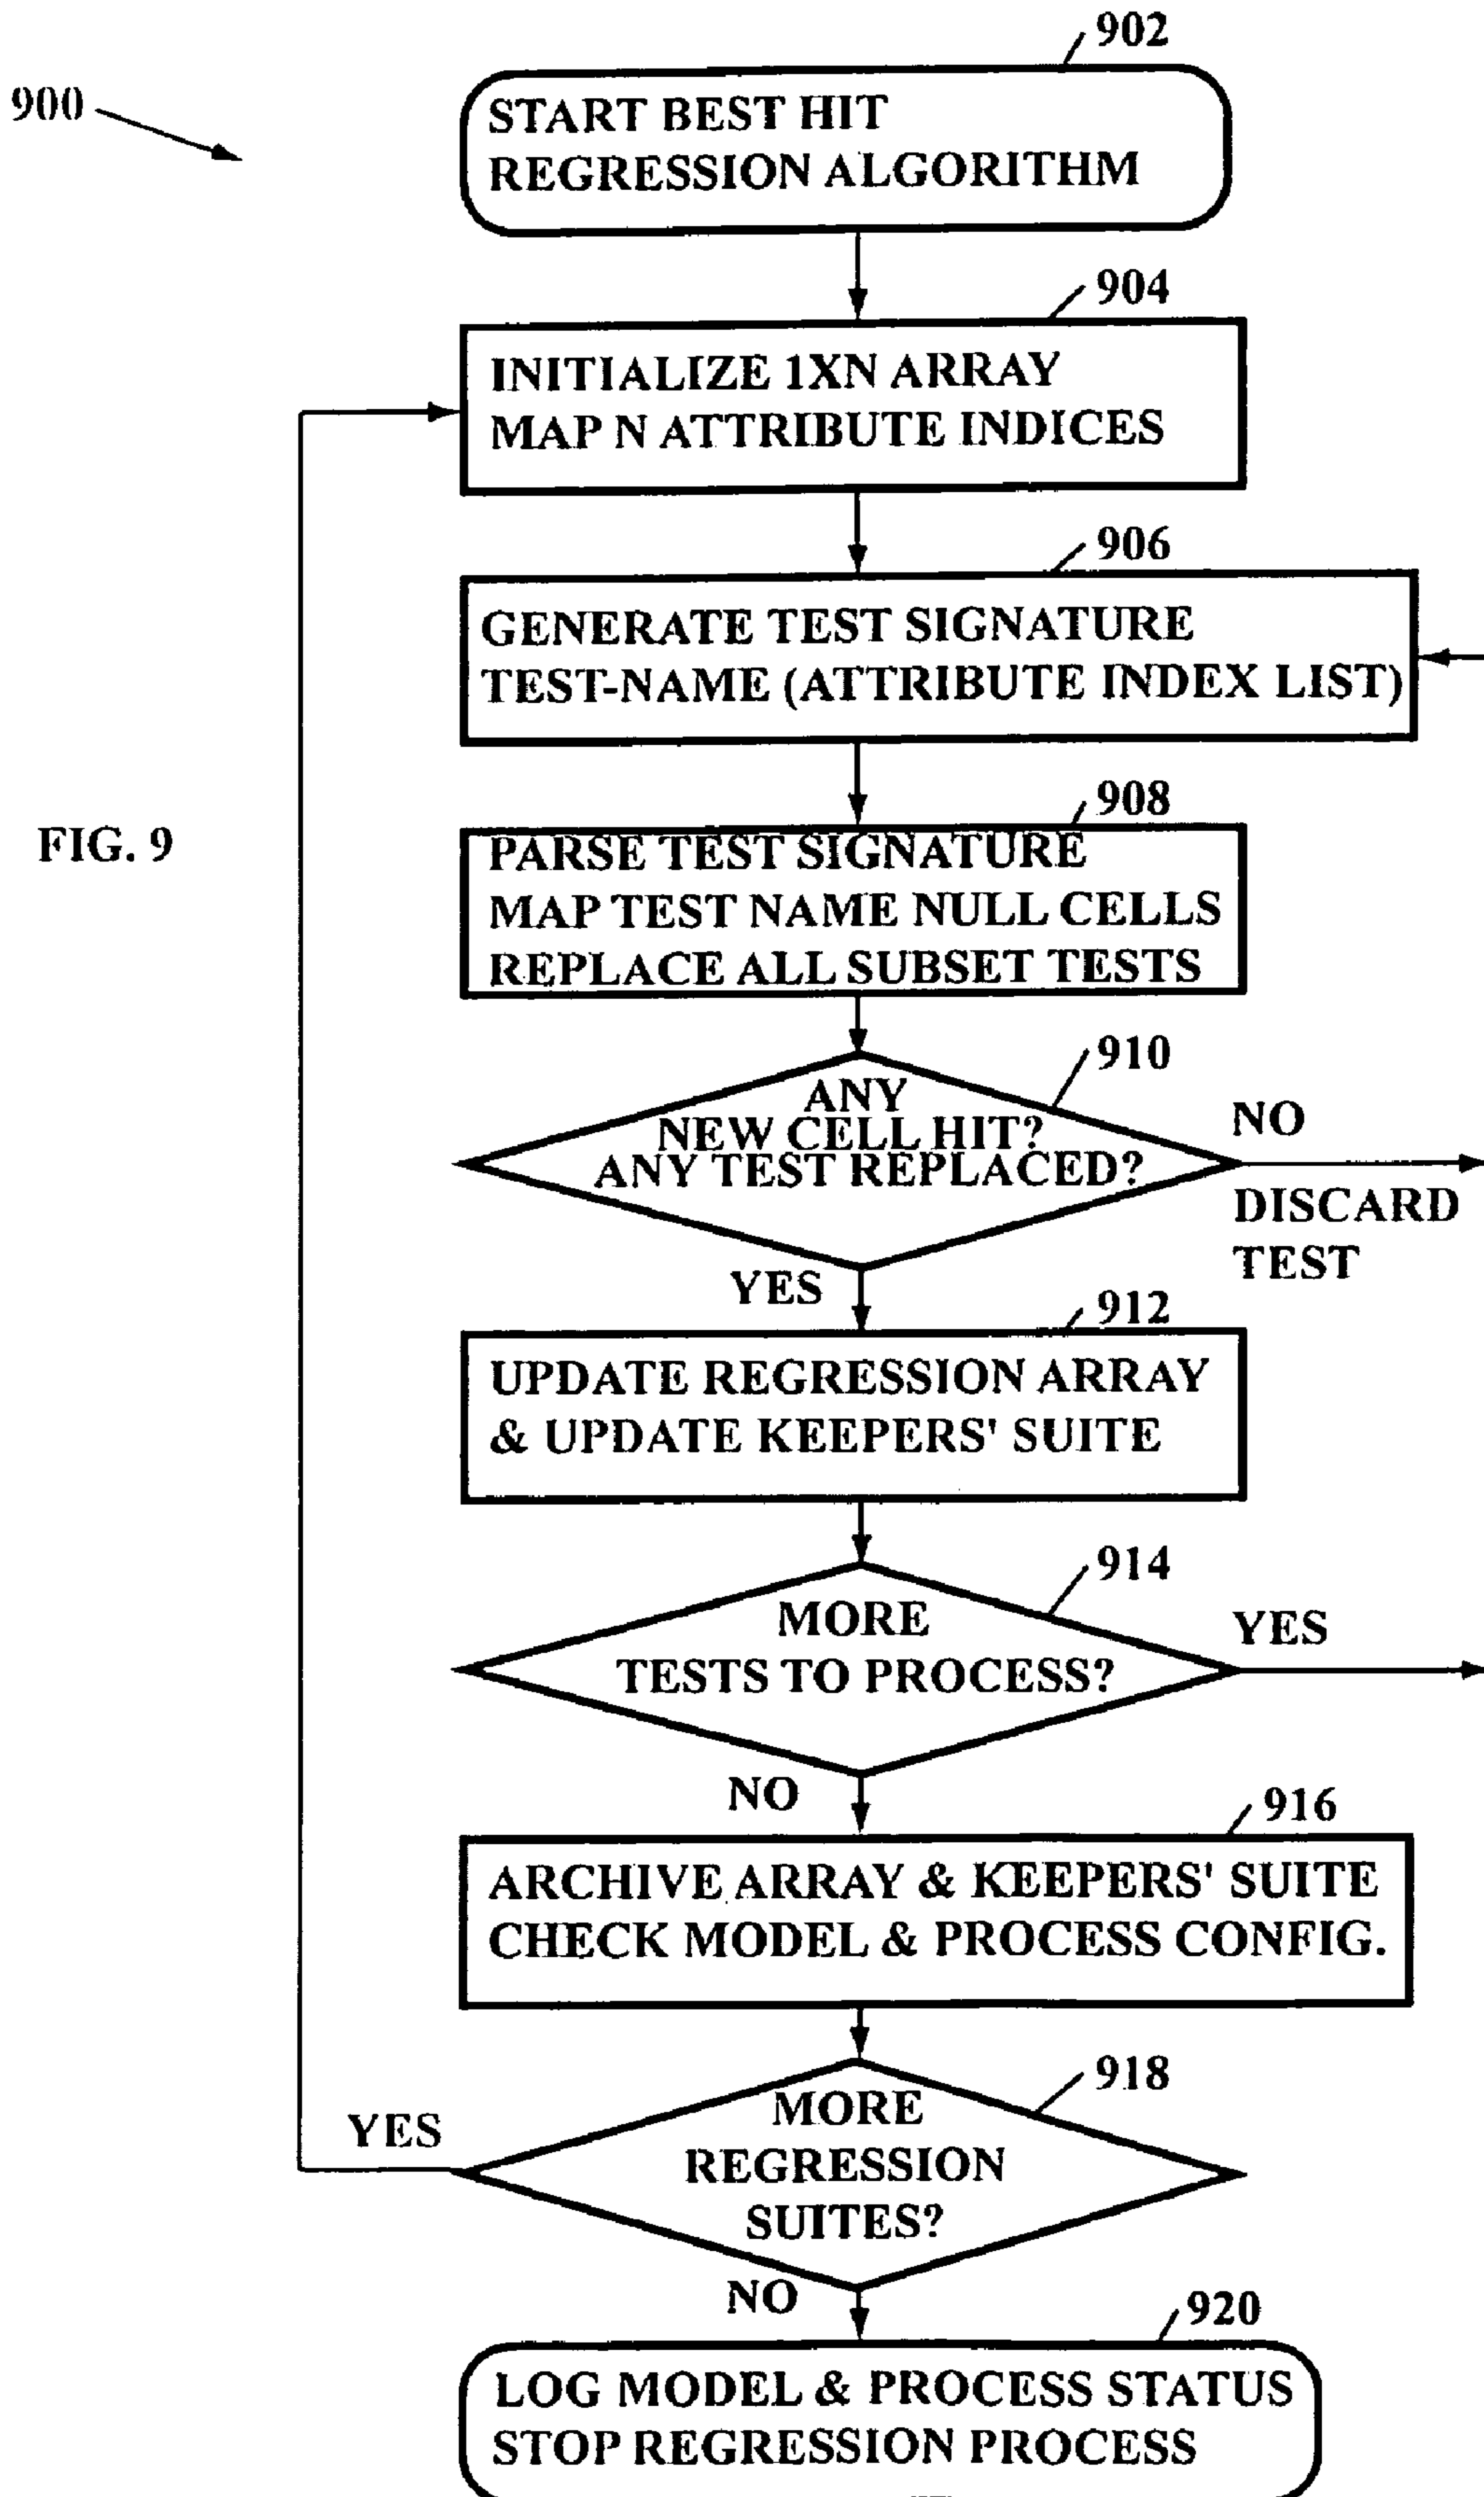 902
900
START BEST HIT
REGRESSION ALGORITHM
904
INITIALIZE 1XN ARRAY
MAP N ATTRIBUTE INDICES
906
GENERATE TEST SIGNATURE
TEST-NAME (ATTRIBUTE INDEX LIST)
908
FIG. 9
PARSE TEST SIGNATURE
MAP TEST NAME NULL CELLS
REPLACE ALL SUBSET TESTS
910
ANY
NEW CELL HIT?
ANY TEST REPLACED?
NO
DISCARD
TEST
YES
912
UPDATE REGRESSION ARRAY
& UPDATE KEEPERS' SUITE
914
MORE
TESTS TO PROCESS?
YES
NO
916
ARCHIVE ARRAY & KEEPERS' SUITE
CHECK MODEL & PROCESS CONFIG.
918
MORE
REGRESSION
SUITES?
YES
NO
920
LOG MODEL & PROCESS STATUS
STOP REGRESSION PROCESS